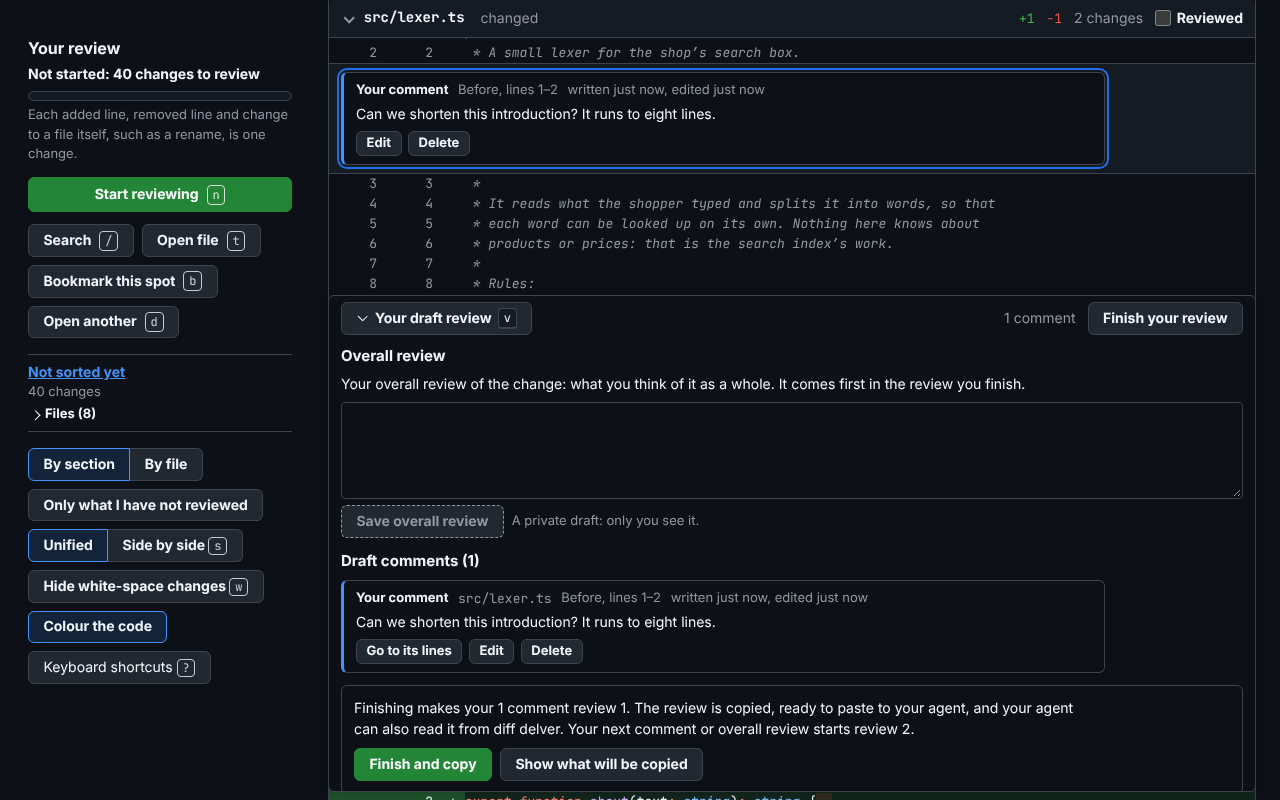 Your review
Not started: 40 changes to review
Each added line, removed line and change
to a file itself, such as a rename, is one
change.
Start reviewing n
Search / Open file t
Bookmark this spot b
Open another d
Not sorted yet
40 changes
Files (8)
By section By file
Only what I have not reviewed
Unified Side by side s
Hide white-space changes w
Colour the code
Keyboard shortcuts ?
src/lexer.ts changed +1 -1 2 changes Reviewed
2 2 * A small lexer for the shop’s search box.
Your comment Before, lines 1–2 written just now, edited just now
Can we shorten this introduction? It runs to eight lines.
Edit Delete
3 3 *
4 4 * It reads what the shopper typed and splits it into words, so that
5 5 * each word can be looked up on its own. Nothing here knows about
6 6 * products or prices: that is the search index’s work.
7 7 *
8 8 * Rules:
Your draft review v 1 comment Finish your review
Overall review
Your overall review of the change: what you think of it as a whole. It comes first in the review you finish.
Save overall review A private draft: only you see it.
Draft comments (1)
Your comment src/lexer.ts Before, lines 1–2 written just now, edited just now
Can we shorten this introduction? It runs to eight lines.
Go to its lines Edit Delete
Finishing makes your 1 comment review 1. The review is copied, ready to paste to your agent, and your agent
can also read it from diff delver. Your next comment or overall review starts review 2.
Finish and copy Show what will be copied